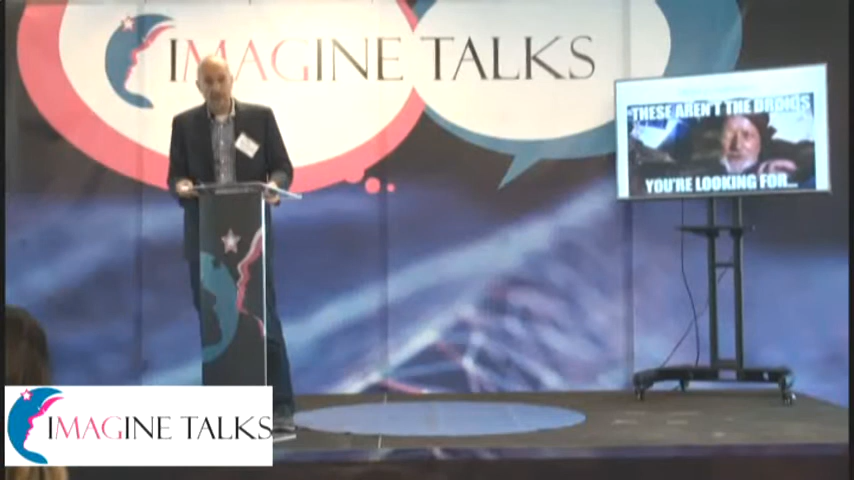 IMAGINE TALKS
THESE AREN'T THE DROIDS
YOU'RE LOOKING FOR...
IMAGINE TALKS